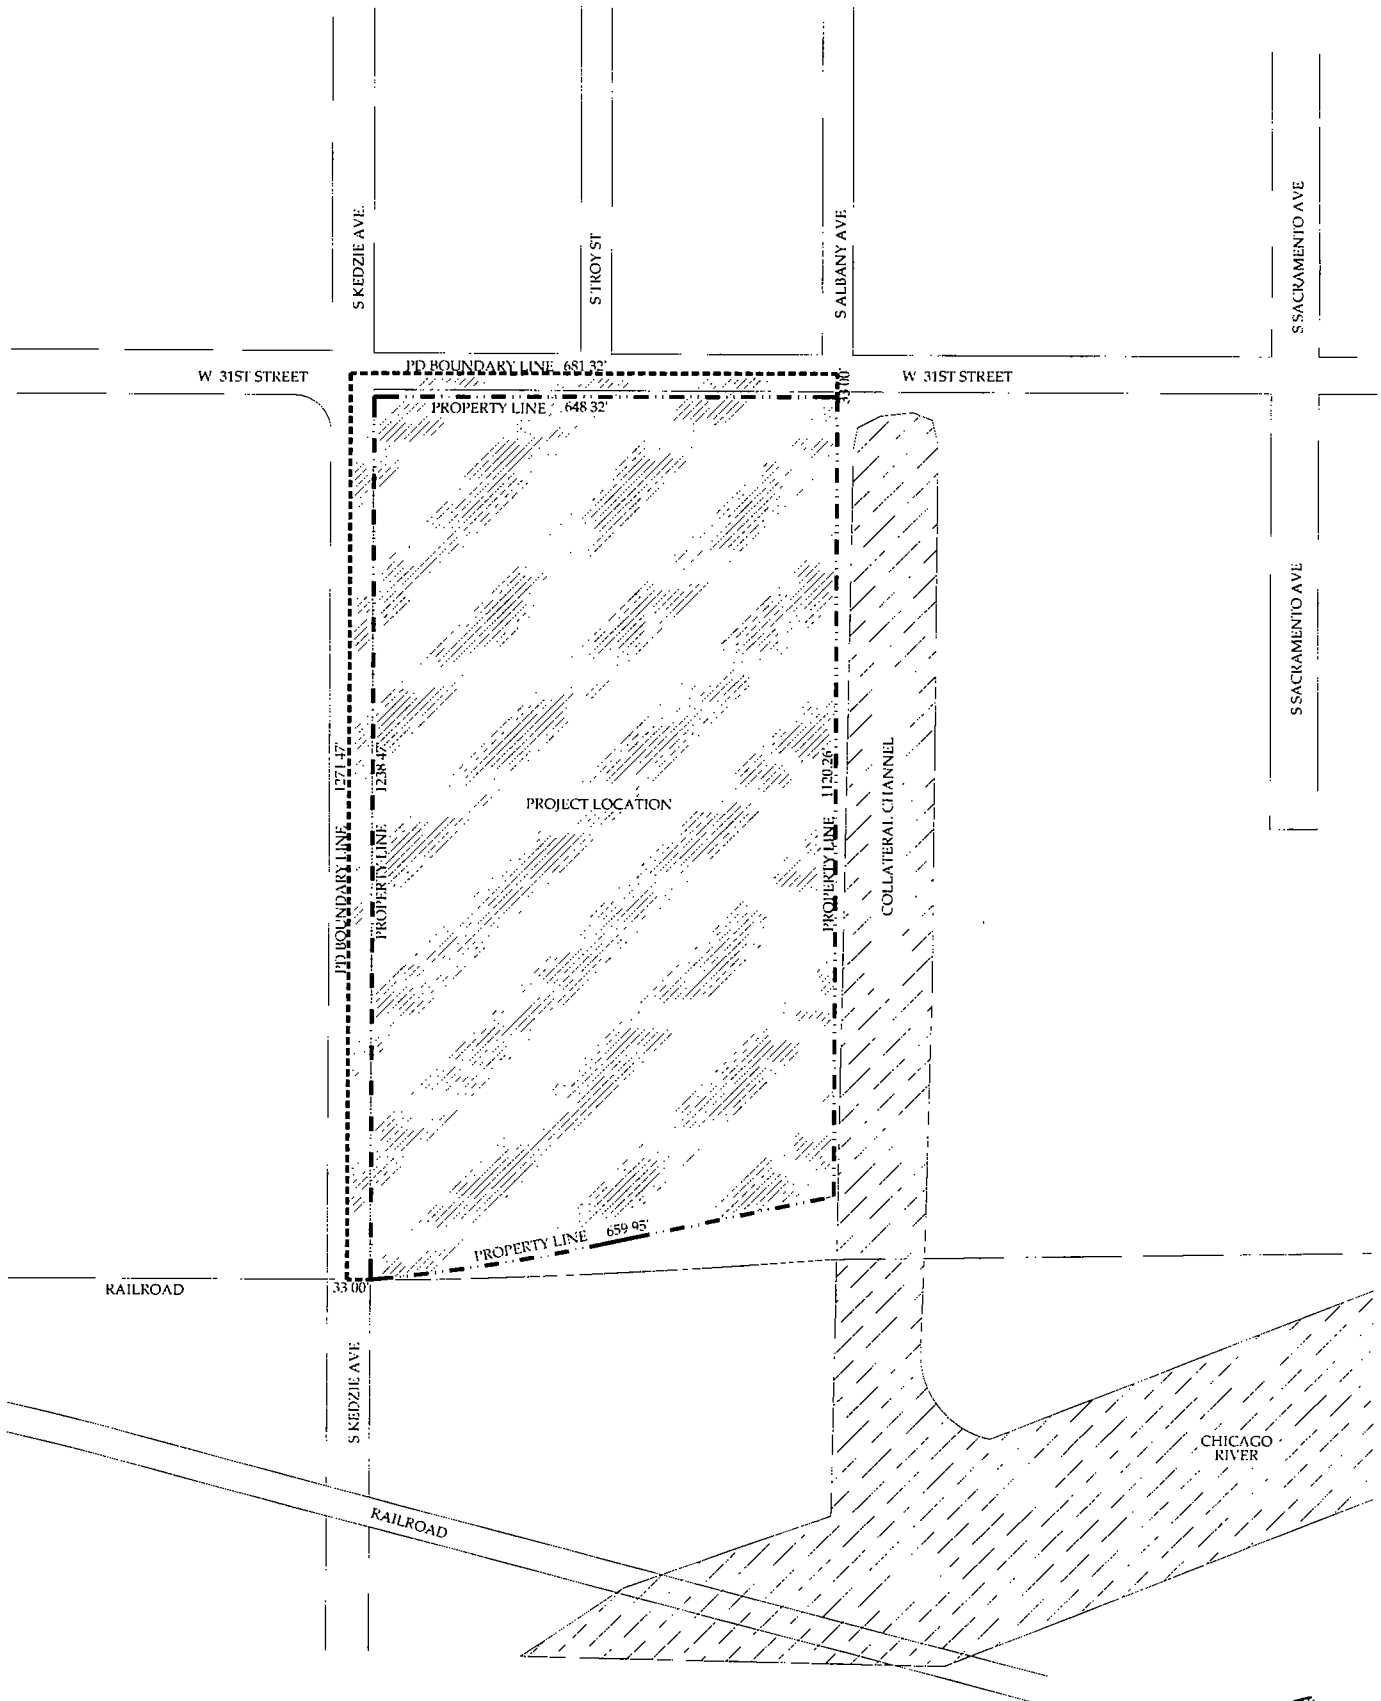 S KEDZIE AVE.
S TROY ST
S ALBANY AVE
S SACRAMENTO AVE
W 31ST STREET
PD BOUNDARY LINE 681 32'
33 00'
W 31ST STREET
PROPERTY LINE 648 32'
S SACRAMENTO AVE
PD BOUNDARY LINE 1271 47'
PROPERTY LINE 1238 47'
PROJECT LOCATION
PROPERTY LINE 1120 26'
COLLATERAL CHANNEL
PROPERTY LINE 659 95'
RAILROAD
33 00'
S KEDZIE AVE
CHICAGO
RIVER
RAILROAD